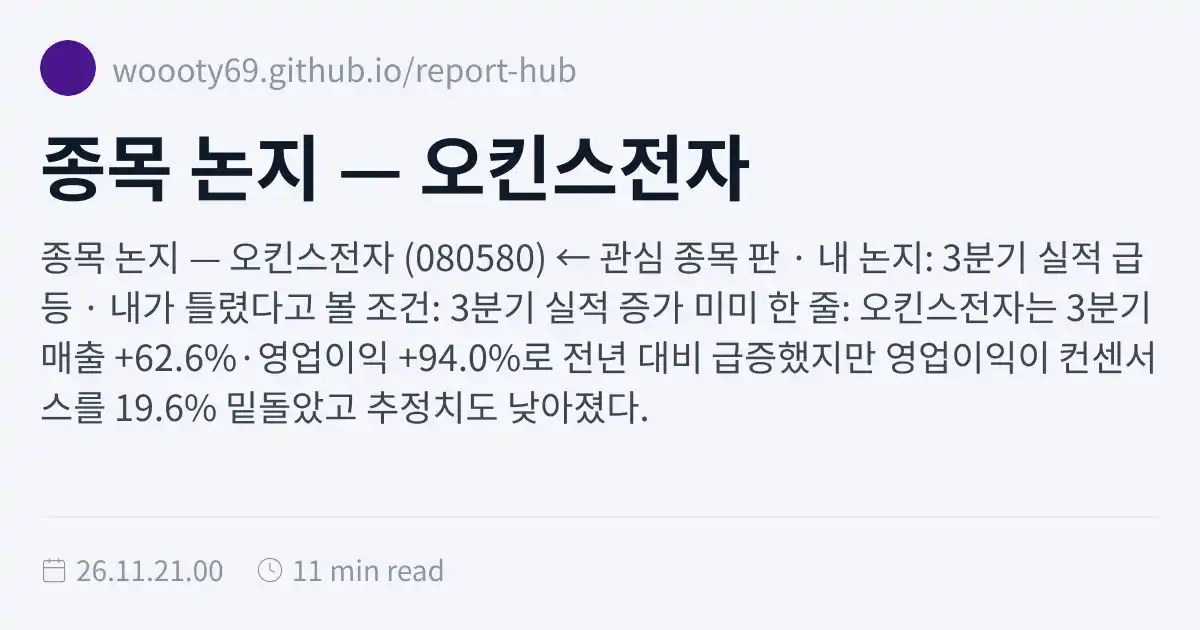 woooty69.github.io/report-hub
종목 논지 — 오킨스전자
종목 논지 — 오킨스전자 (080580) ← 관심 종목 판 · 내 논지: 3분기 실적 급
등 · 내가 틀렸다고 볼 조건: 3분기 실적 증가 미미 한 줄: 오킨스전자는 3분기
매출 +62.6%·영업이익 +94.0%로 전년 대비 급증했지만 영업이익이 컨센서
스를 19.6% 밑돌았고 추정치도 낮아졌다.
26.11.21.00
11 min read